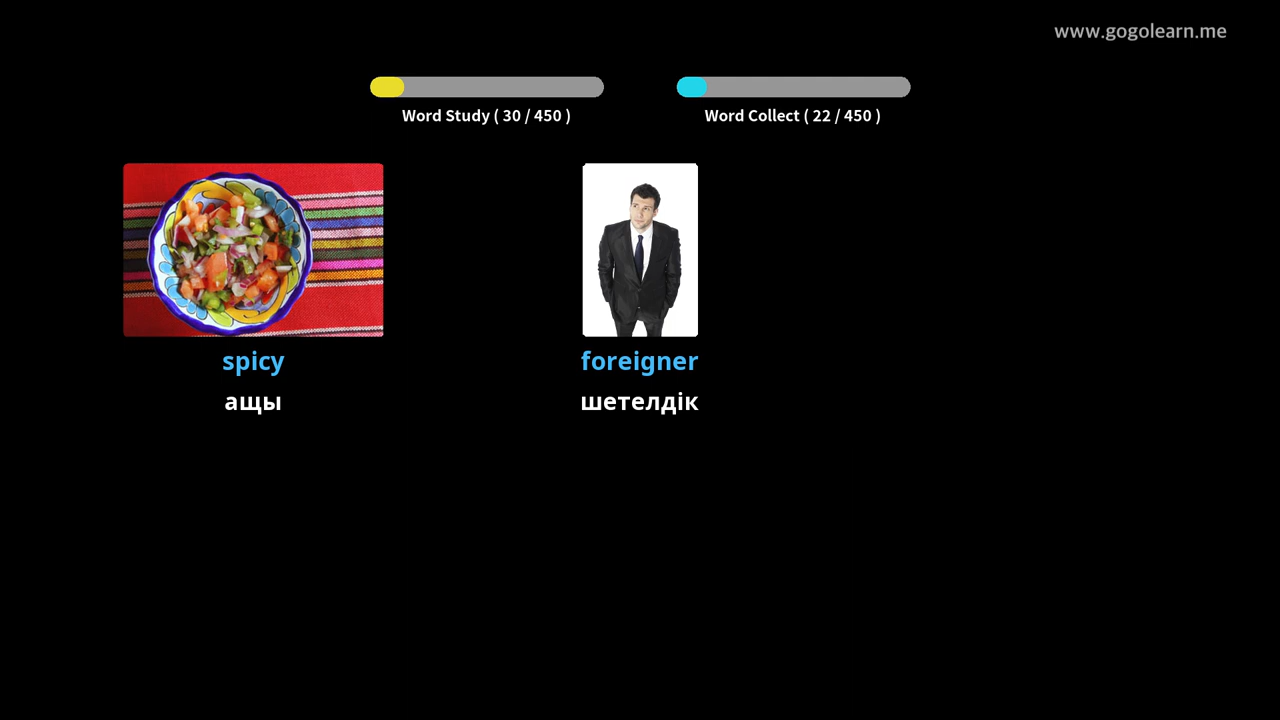 www.gogolearn.me
Word Study ( 30 / 450 )
Word Collect ( 22 / 450 )
spicy
ащы
foreigner
шетелдік